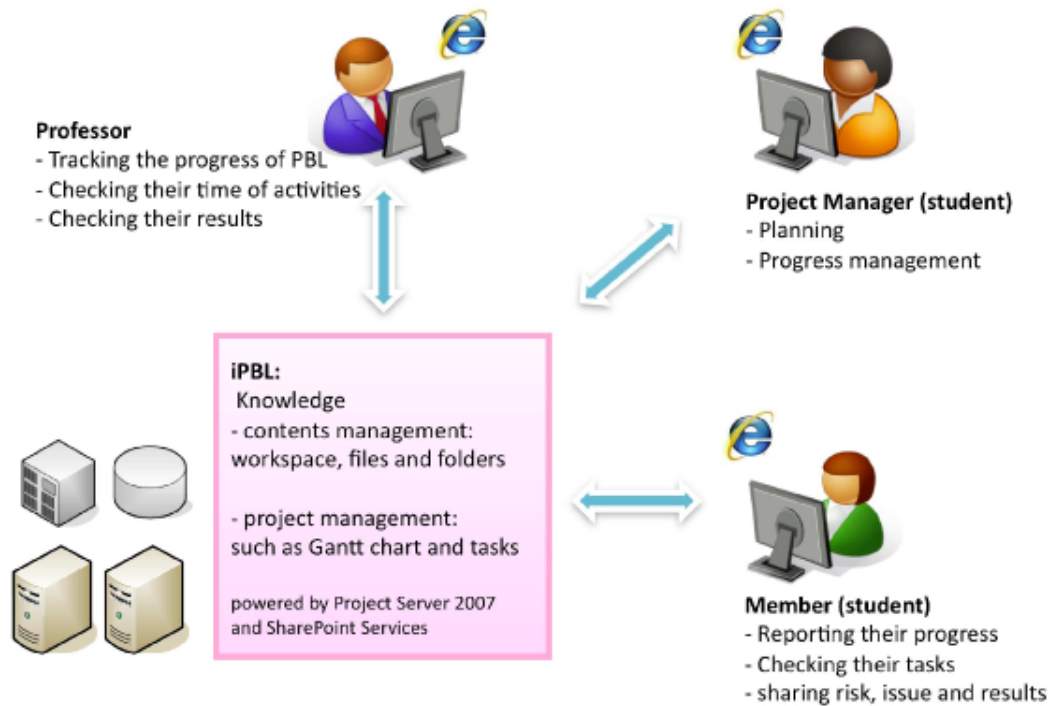 Professor
- Tracking the progress of PBL
- Checking their time of activities
- Checking their results
Project Manager (student)
- Planning
- Progress management
iPBL:
Knowledge
- contents management:
workspace, files and folders
- project management:
such as Gantt chart and tasks
powered by Project Server 2007
and SharePoint Services
Member (student)
- Reporting their progress
- Checking their tasks
- sharing risk, issue and results